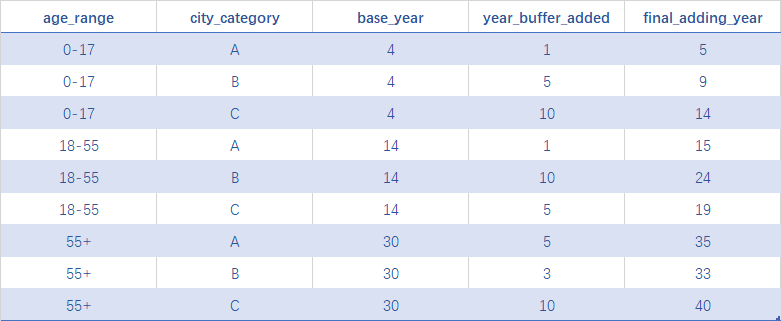 age_range city_category base_year year_buffer_added final_adding_year
0-17 A 4 1 5
0-17 B 4 5 9
0-17 C 4 10 14
18-55 A 14 1 15
18-55 B 14 10 24
18-55 C 14 5 19
55+ A 30 5 35
55+ B 30 3 33
55+ C 30 10 40